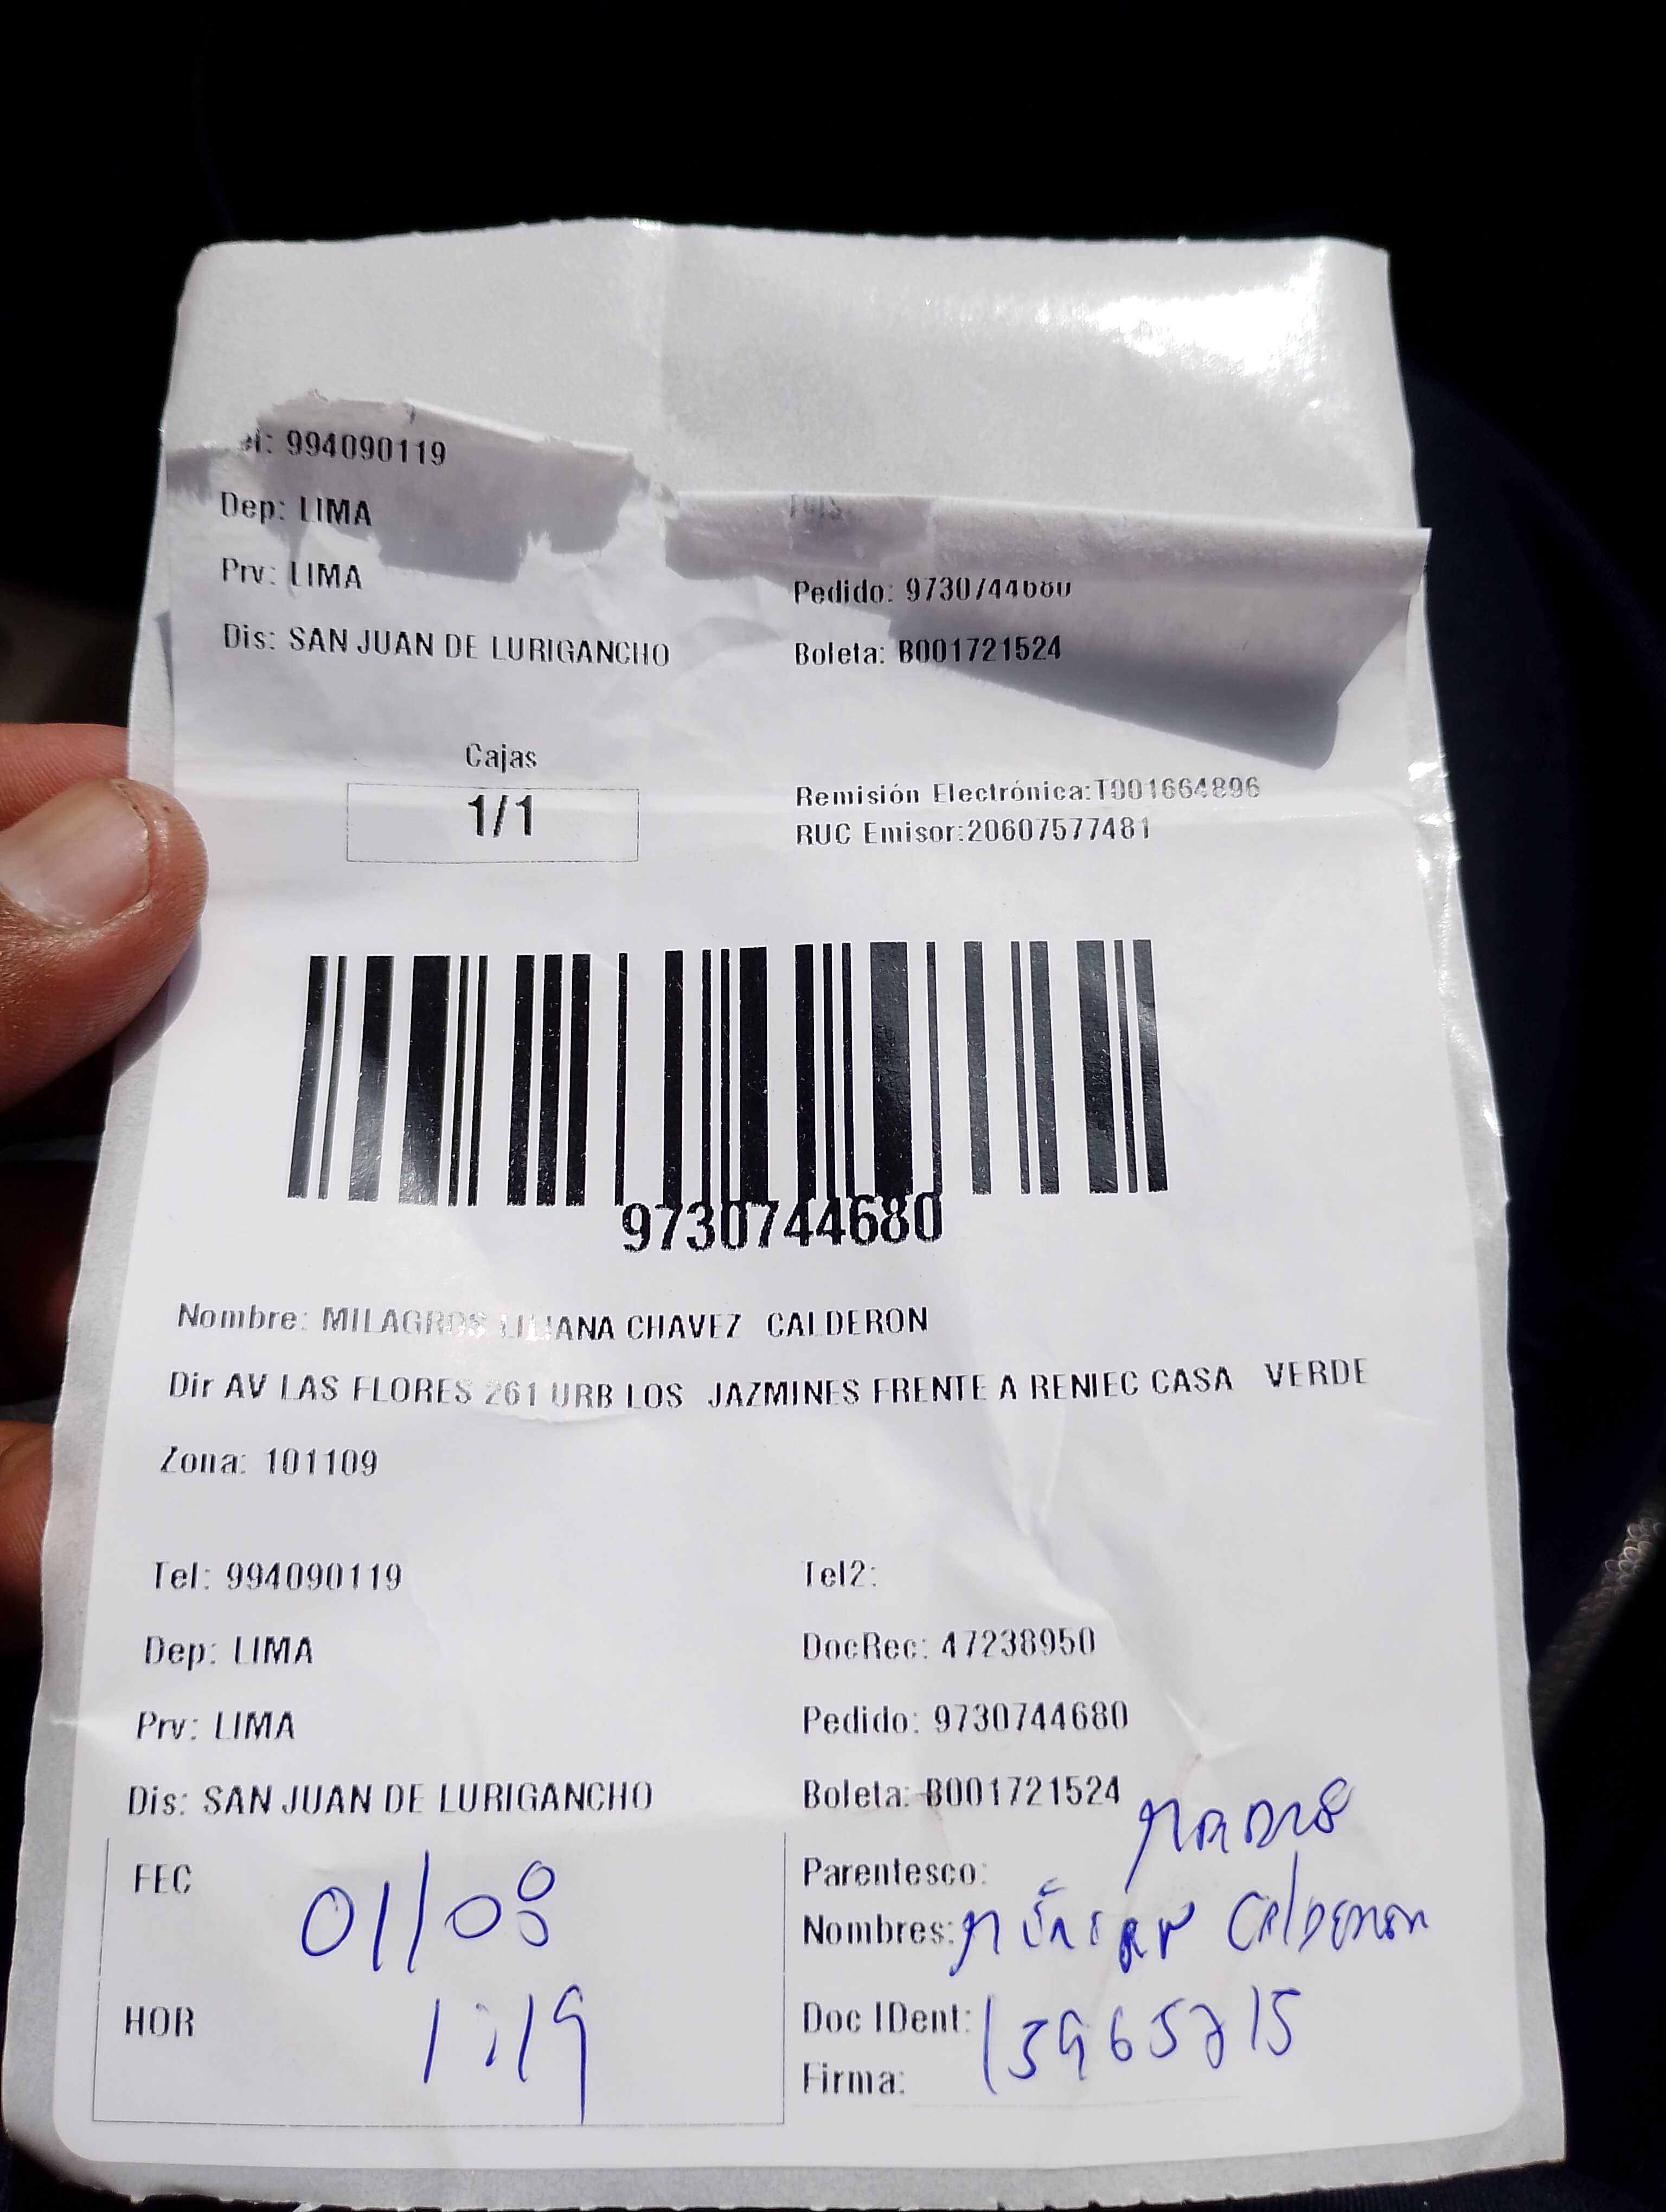 994090119
Dep: LIMA
Prv: LIMA
Pedido: 9730744680
Dis: SAN JUAN DE LURIGANCHO
Boleta: B001721524
Cajas
1/1
Remisión Electrónica:T001664896
RUC Emisor:20607577481
9730744680
Nombre: MILAGROS LILIANA CHAVEZ CALDERON
Dir AV LAS FLORES 261 URB LOS JAZMINES FRENTE A RENIEC CASA VERDE
Zona: 101109
Tel: 994090119
Tel2:
Dep: LIMA
DocRec: 47238950
Prv: LIMA
Pedido: 9730744680
Dis: SAN JUAN DE LURIGANCHO
Boleta: B001721524
FEC 01/08
Parentesco: MADRE
Nombres: CALDERON
HOR 1:19
Doc IDent:
Firma: